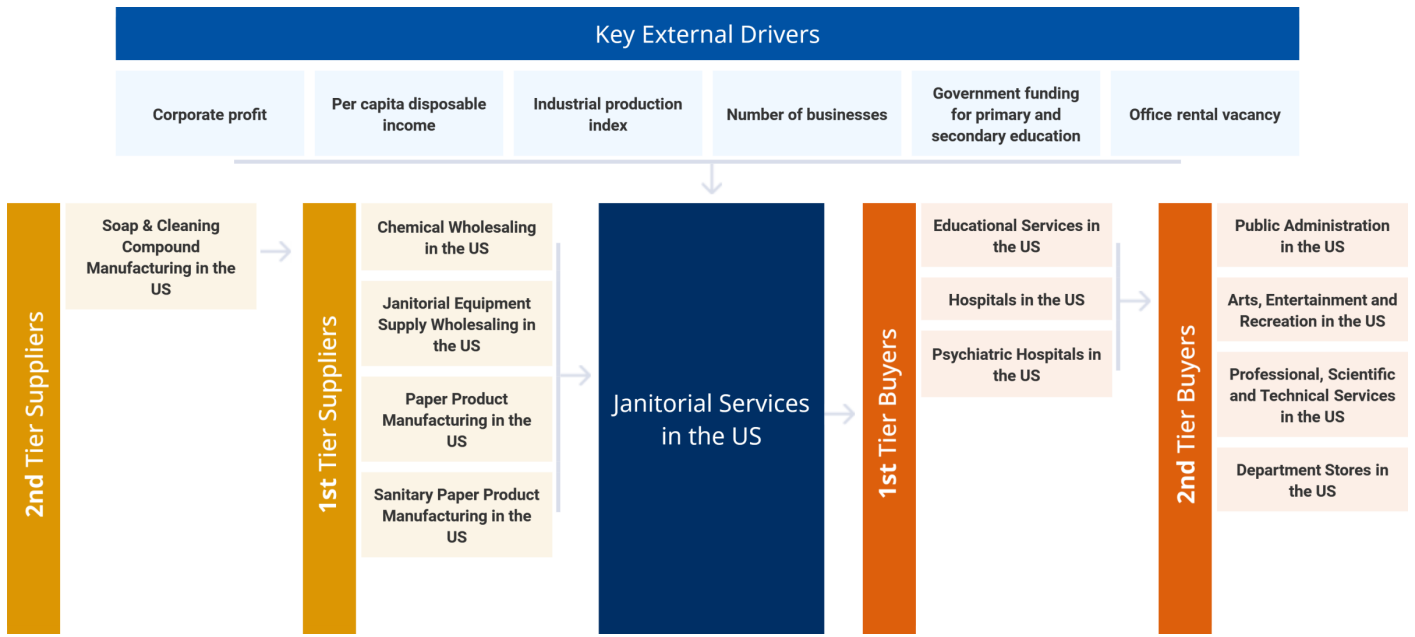 Key External Drivers
Corporate profit
Per capita disposable
income
Industrial production
index
Number of businesses
Government funding
for primary and
secondary education
Office rental vacancy
2nd Tier Suppliers
Soap & Cleaning
Compound
Manufacturing in the
US
1st Tier Suppliers
Chemical Wholesaling
in the US
Janitorial Equipment
Supply Wholesaling in
the US
Paper Product
Manufacturing in the
US
Sanitary Paper Product
Manufacturing in the
US
Janitorial Services
in the US
1st Tier Buyers
Educational Services in
the US
Hospitals in the US
Psychiatric Hospitals in
the US
2nd Tier Buyers
Public Administration
in the US
Arts, Entertainment and
Recreation in the US
Professional, Scientific
and Technical Services
in the US
Department Stores in
the US